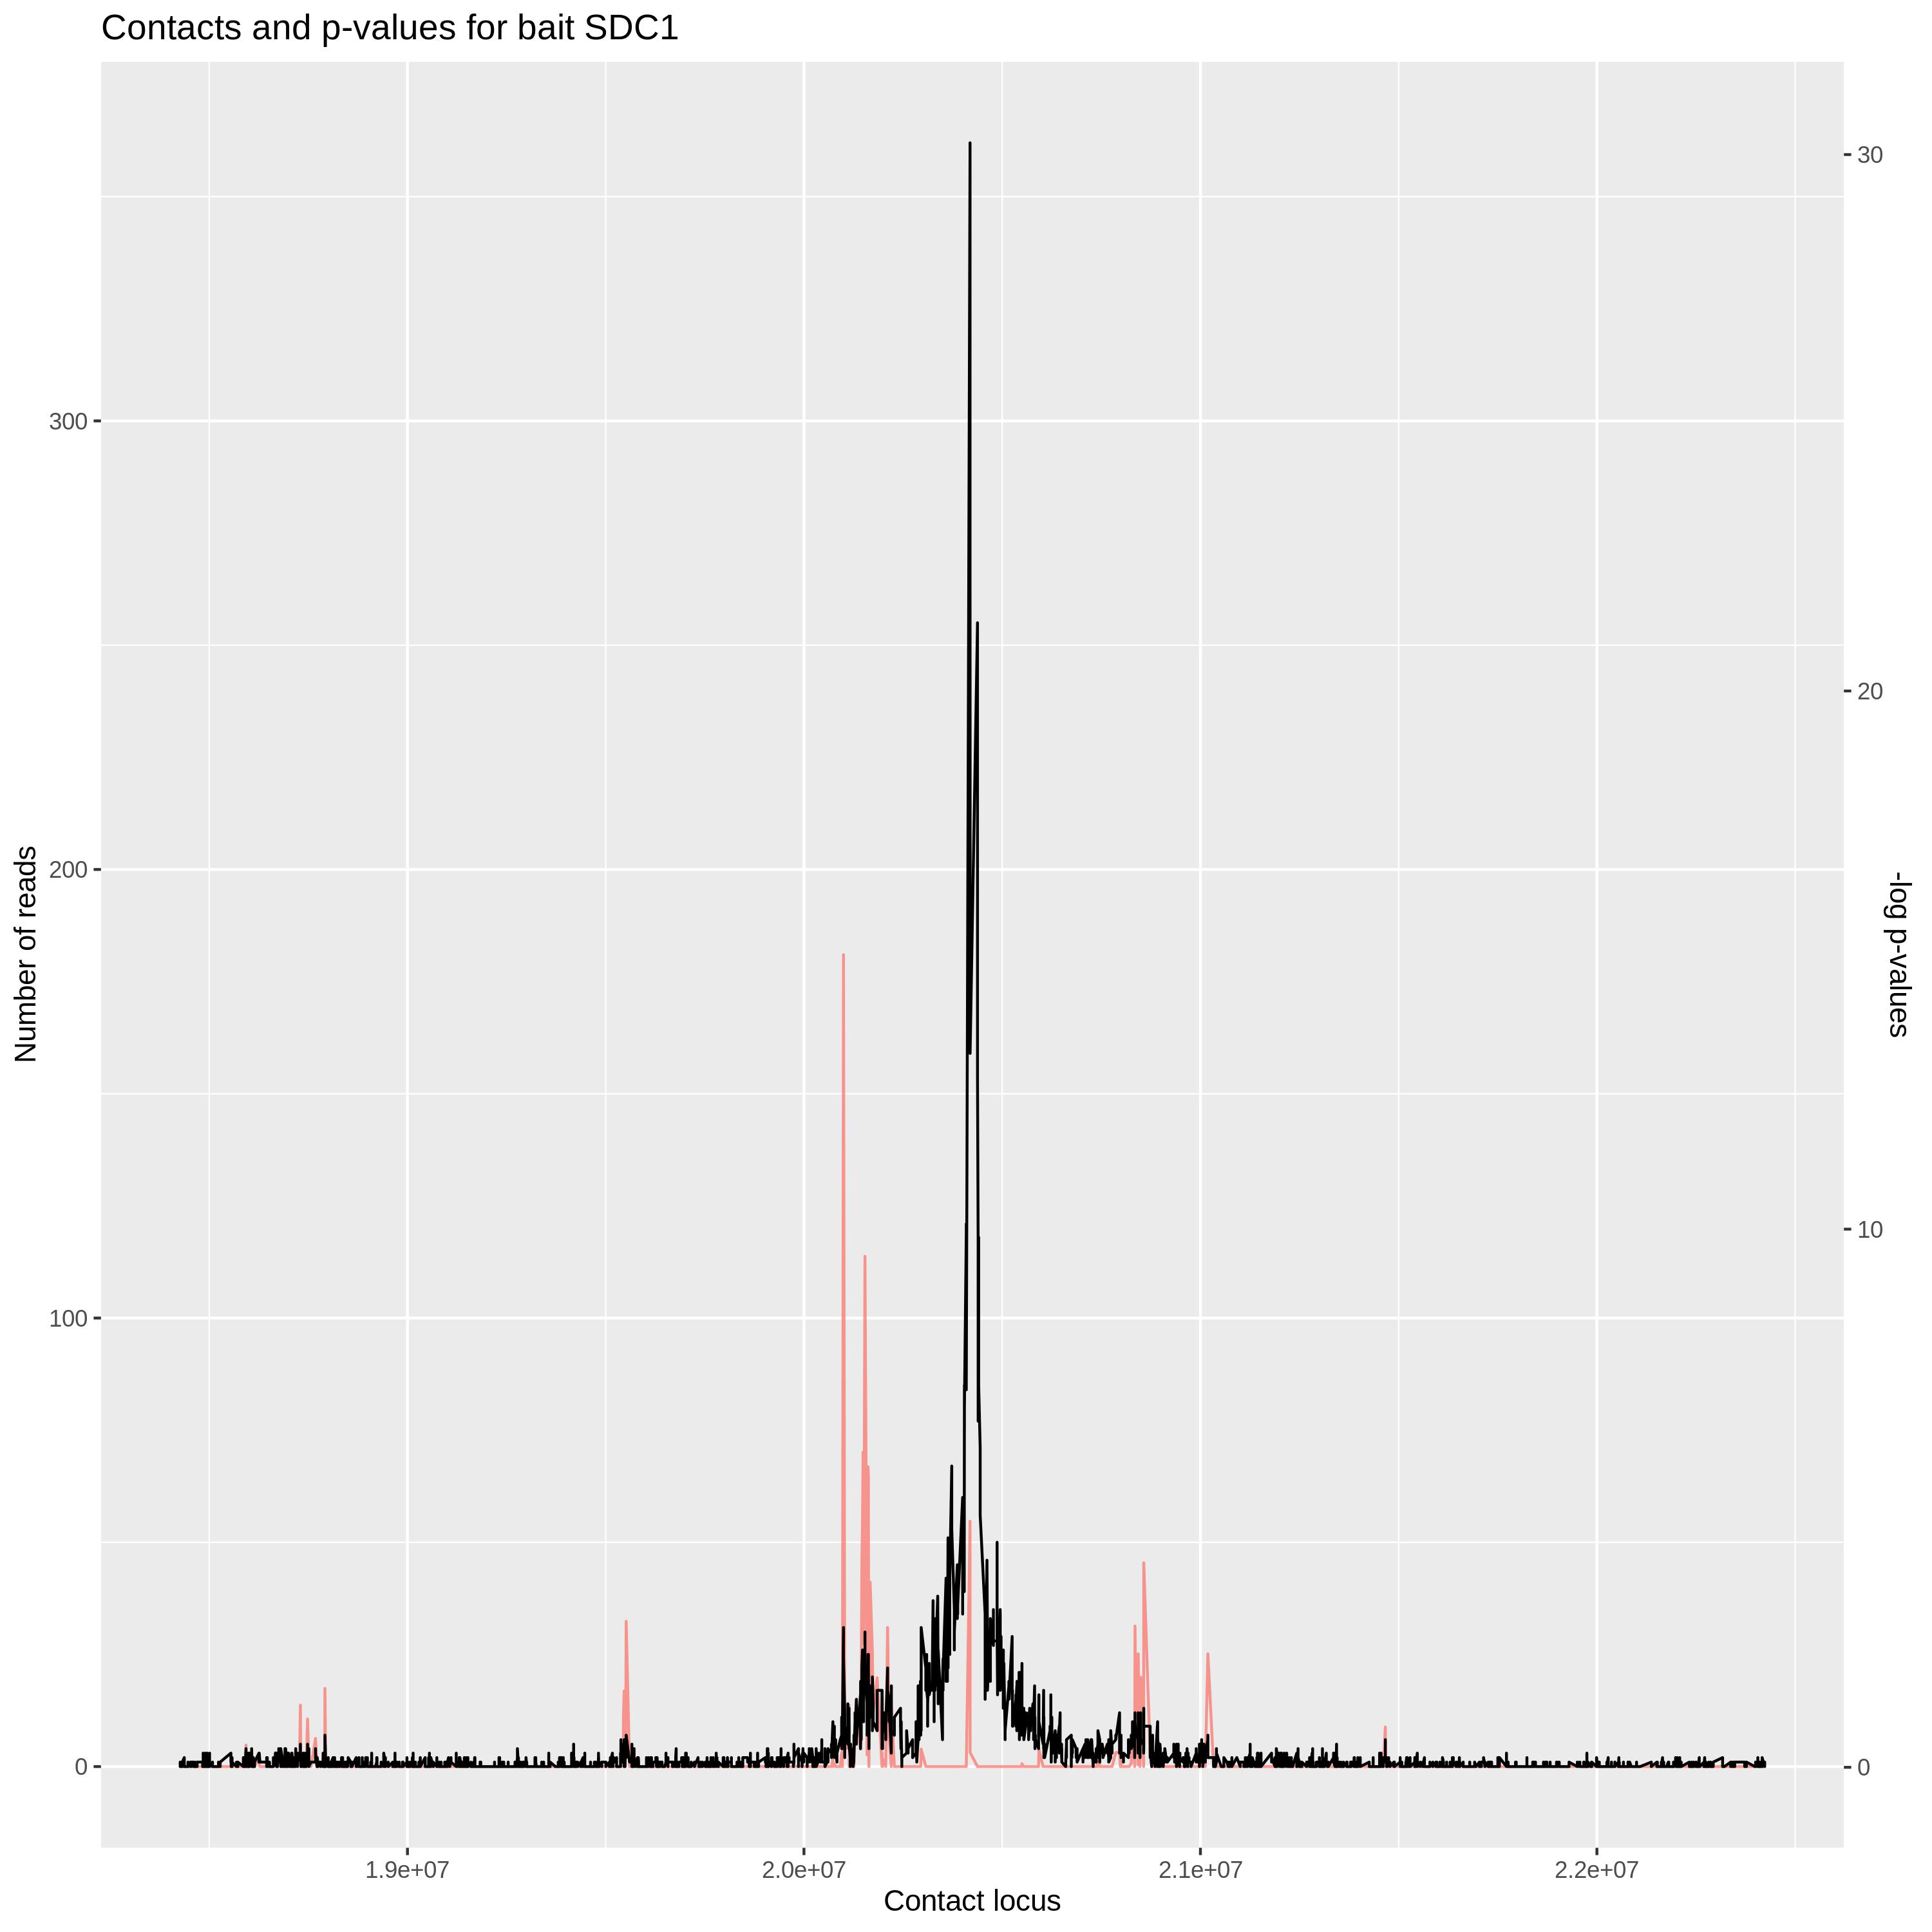 Contacts and p-values for bait SDC1
300
200
100
0
Number of reads
30
20
10
0
-log p-values
1.9e+07
2.0e+07
2.1e+07
2.2e+07
Contact locus